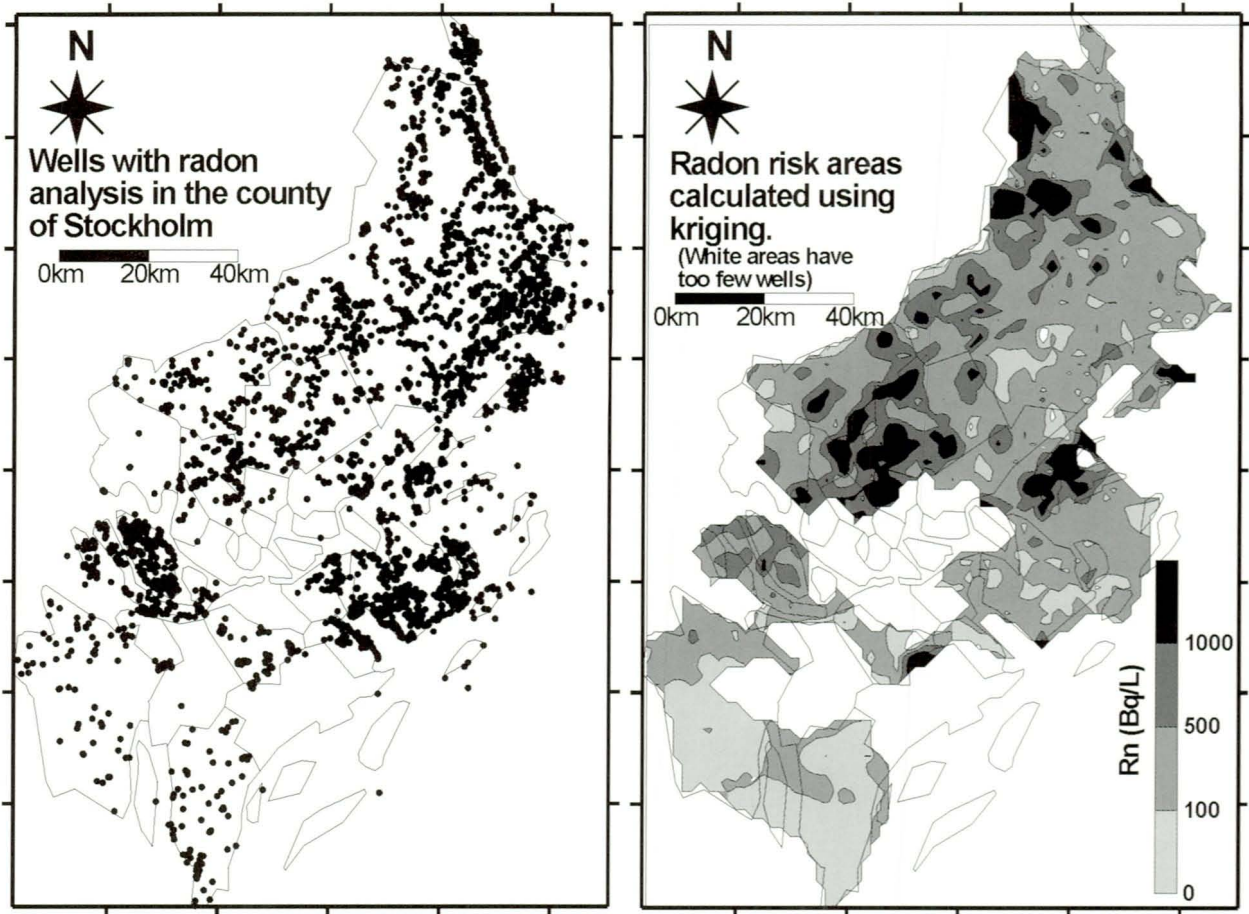 N
Wells with radon
analysis in the county
of Stockholm
0km 20km 40km
N
Radon risk areas
calculated using
kriging.
(White areas have
too few wells)
0km 20km 40km
Rn (Bq/L)
1000
500
100
0